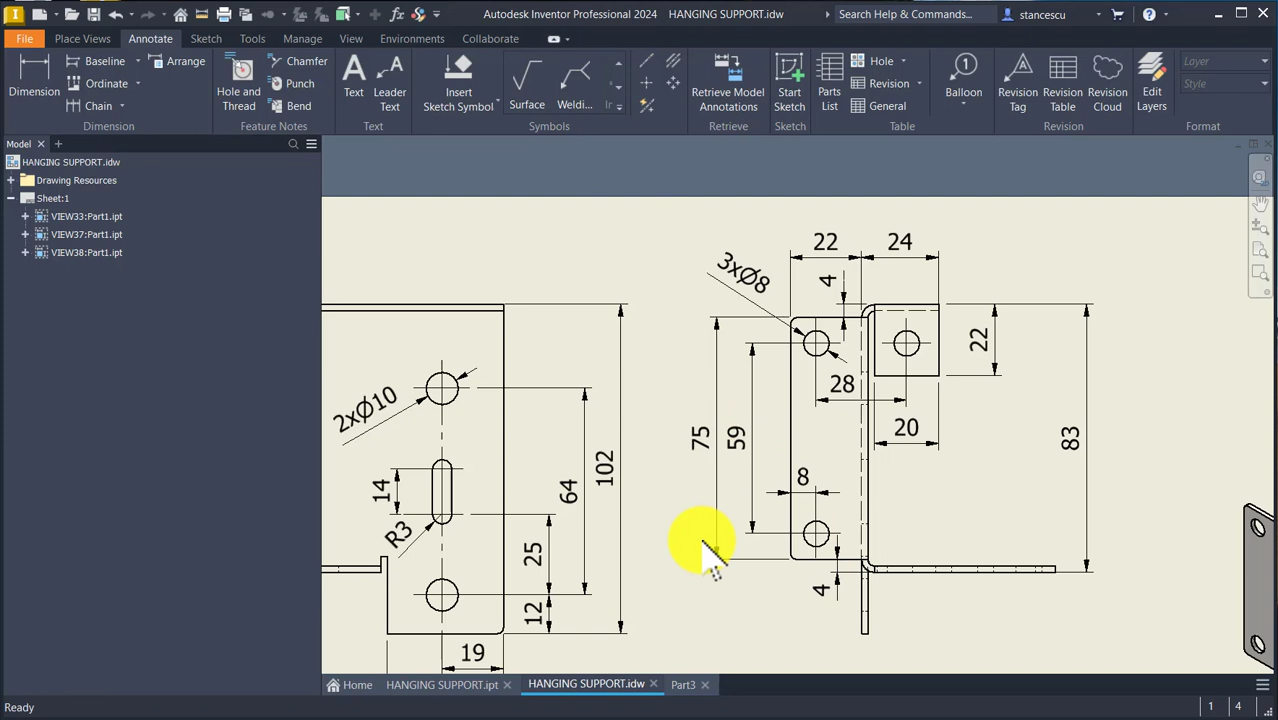 Autodesk Inventor Professional 2024 HANGING SUPPORT.idw
Search Help & Commands...
stancescu
File Place Views Annotate Sketch Tools Manage View Environments Collaborate
Dimension
Baseline
Ordinate
Chain
Arrange
Dimension
Hole and Thread
Chamfer
Punch
Bend
Feature Notes
Text
Leader Text
Text
Insert Sketch Symbol
Surface
Weldi...
Symbols
Retrieve Model Annotations
Retrieve
Start Sketch
Sketch
Parts List
Hole
Revision
General
Table
Balloon
Revision Tag
Revision Table
Revision Cloud
Revision
Edit Layers
Layer
Style
Format
Model
HANGING SUPPORT.idw
Drawing Resources
Sheet:1
VIEW33:Part1.ipt
VIEW37:Part1.ipt
VIEW38:Part1.ipt
2xØ10
14
R3
25
12
19
64
102
22
24
4
3xØ8
28
22
20
75
59
8
4
83
Home HANGING SUPPORT.ipt HANGING SUPPORT.idw Part3
Ready
1 4